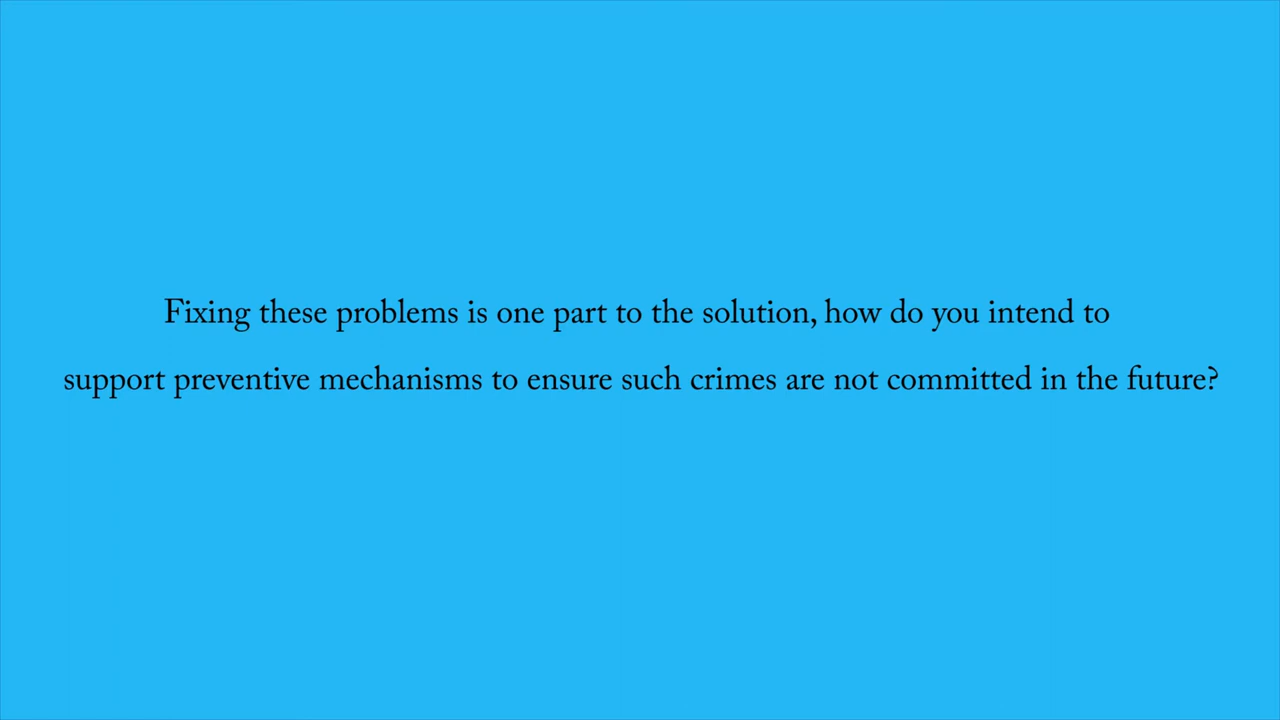 Fixing these problems is one part to the solution, how do you intend to
support preventive mechanisms to ensure such crimes are not committed in the future?